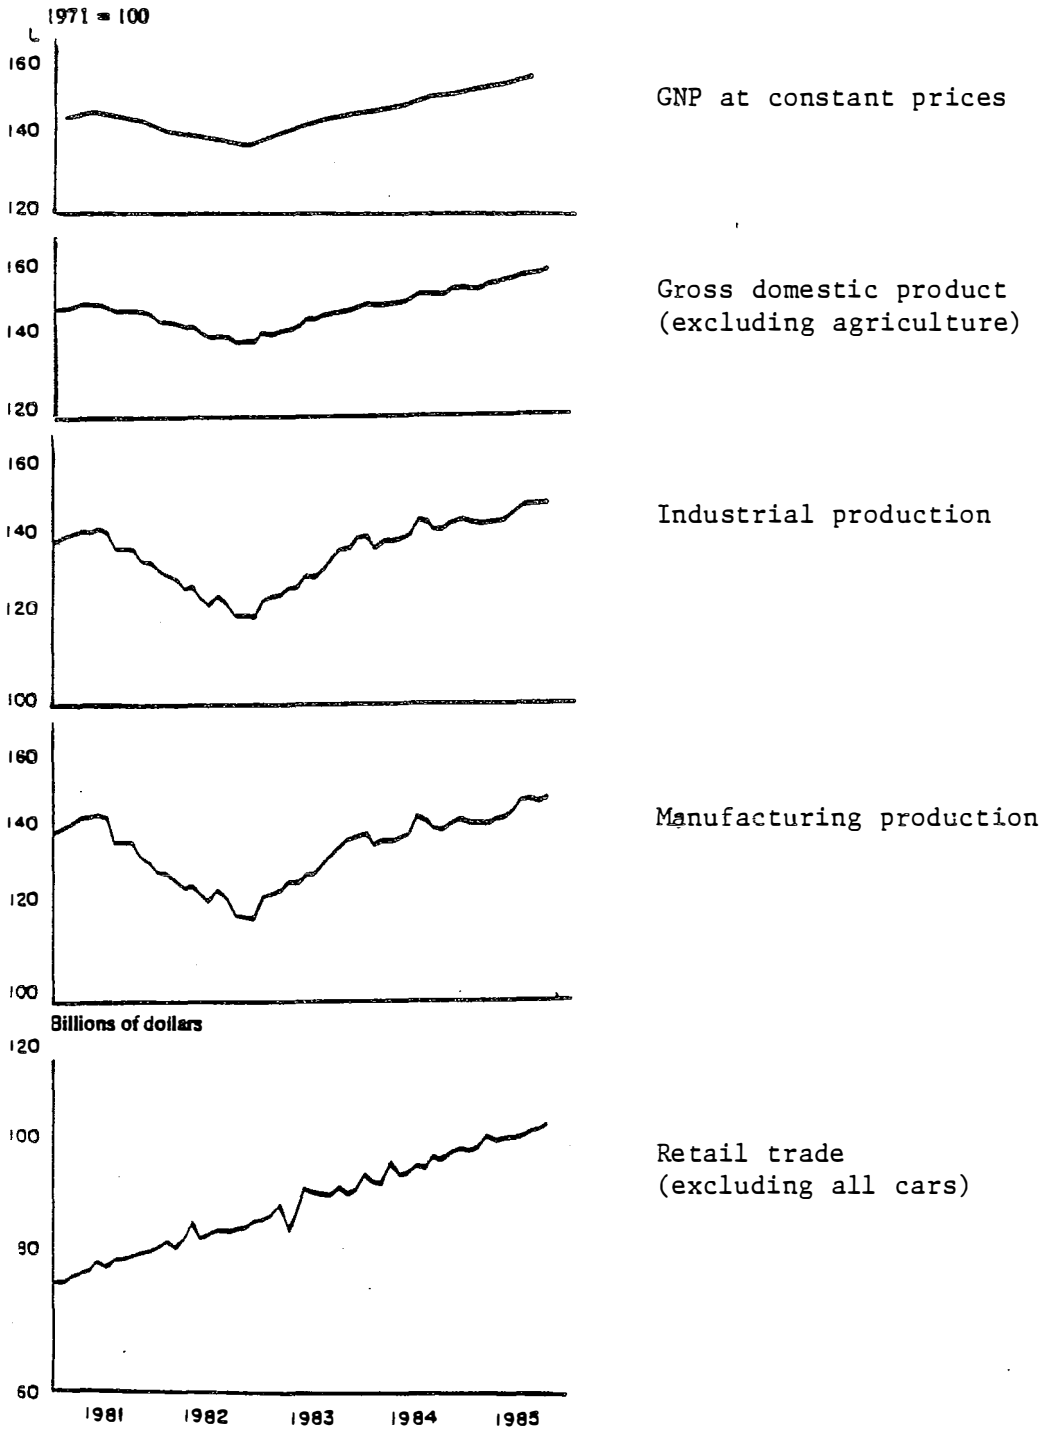 1971 = 100
160
140
120
GNP at constant prices
160
140
120
Gross domestic product
(excluding agriculture)
160
140
120
100
Industrial production
160
140
120
100
Manufacturing production
Billions of dollars
120
100
80
60
Retail trade
(excluding all cars)
1981 1982 1983 1984 1985